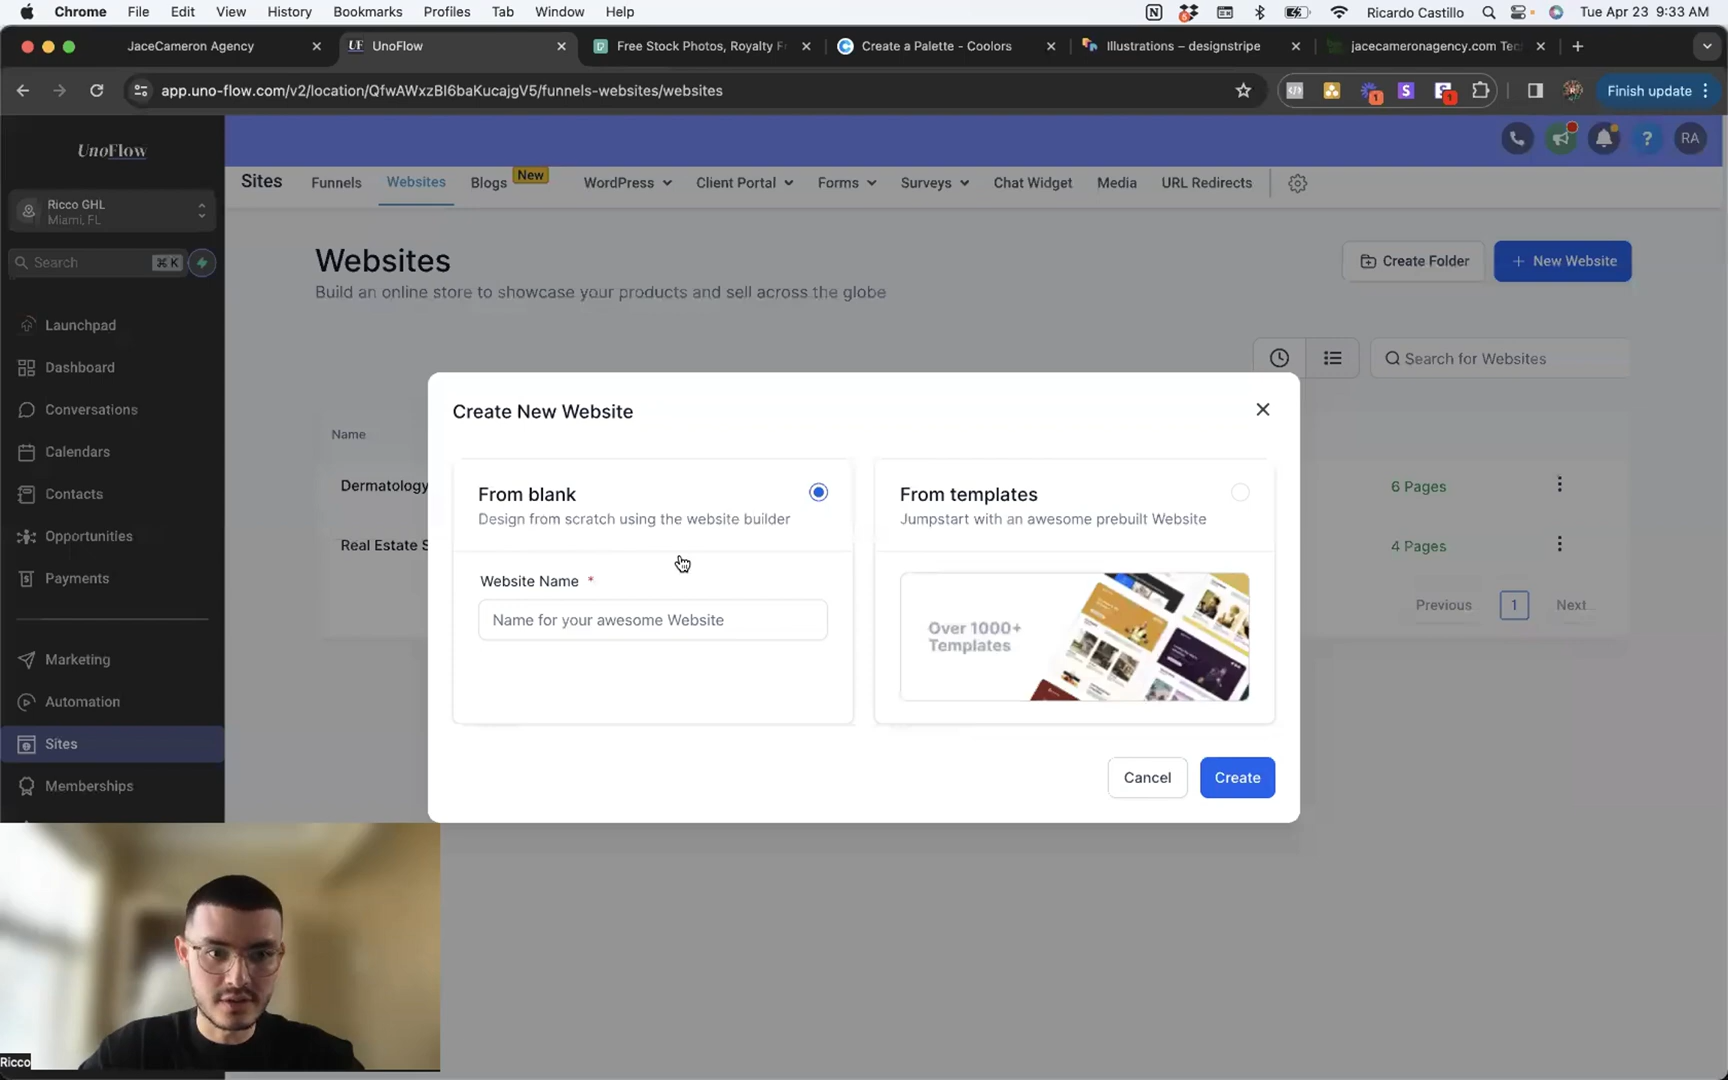 Chrome File Edit View History Bookmarks Profiles Tab Window Help Ricardo Castillo Tue Apr 23 9:33 AM
JaceCameron Agency UF UnoFlow Free Stock Photos, Royalty Fr Create a Palette - Coolors Illustrations – designstripe jacecameronagency.com Tec
app.uno-flow.com/v2/location/QfwAWxzBl6baKucajgV5/funnels-websites/websites Finish update
UnoFlow
RA
Sites Funnels Websites Blogs New WordPress Client Portal Forms Surveys Chat Widget Media URL Redirects
Ricco GHL
Miami, FL
Search ⌘ K
Launchpad
Dashboard
Conversations
Calendars
Contacts
Opportunities
Payments
Marketing
Automation
Sites
Memberships
Websites
Build an online store to showcase your products and sell across the globe
Create Folder
+ New Website
Search for Websites
Name
Dermatology
6 Pages
Real Estate S
4 Pages
Previous 1 Next
Create New Website
From blank
Design from scratch using the website builder
Website Name *
Name for your awesome Website
From templates
Jumpstart with an awesome prebuilt Website
Over 1000+
Templates
Cancel Create
Ricco